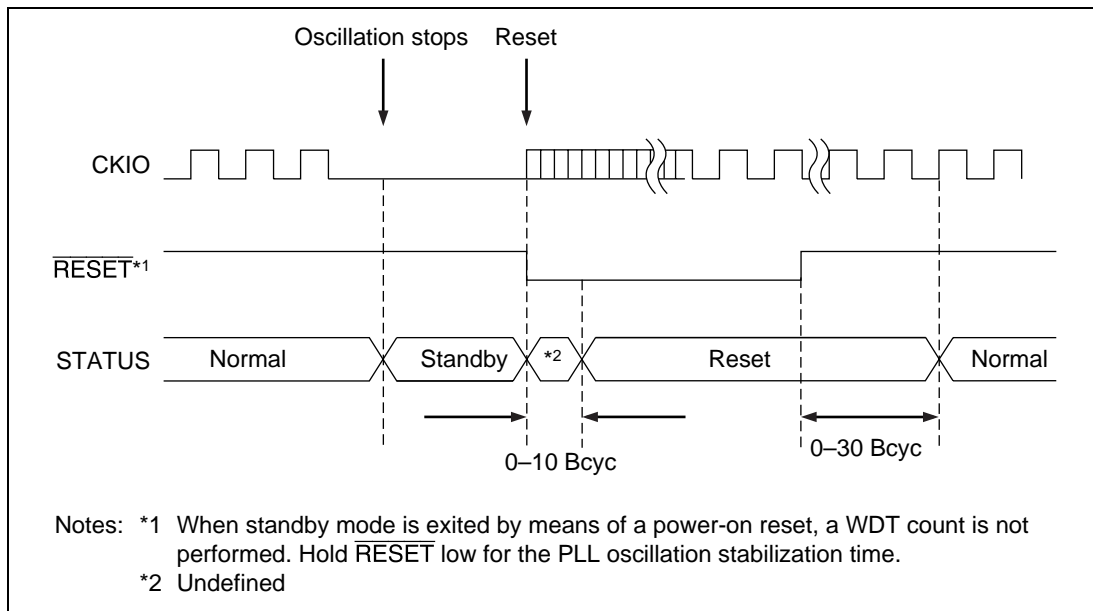 Oscillation stops Reset
CKIO
RESET*1
STATUS Normal Standby *2 Reset Normal
0–10 Bcyc 0–30 Bcyc
Notes: *1 When standby mode is exited by means of a power-on reset, a WDT count is not
performed. Hold RESET low for the PLL oscillation stabilization time.
*2 Undefined